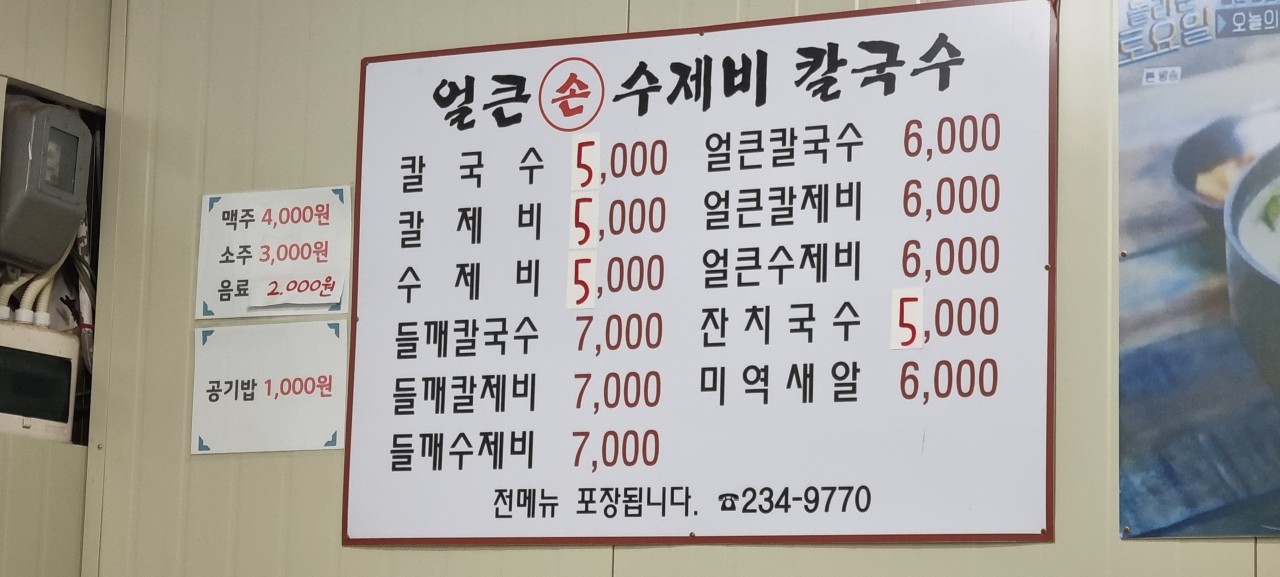 얼큰 손 수제비 칼국수
칼국수 5,000
칼제비 5,000
수제비 5,000
들깨칼국수 7,000
들깨칼제비 7,000
들깨수제비 7,000
얼큰칼국수 6,000
얼큰칼제비 6,000
얼큰수제비 6,000
잔치국수 5,000
미역새알 6,000
전메뉴 포장됩니다. ☎234-9770
맥주 4,000원
소주 3,000원
음료 2.000원
공기밥 1,000원
토요일
오늘의